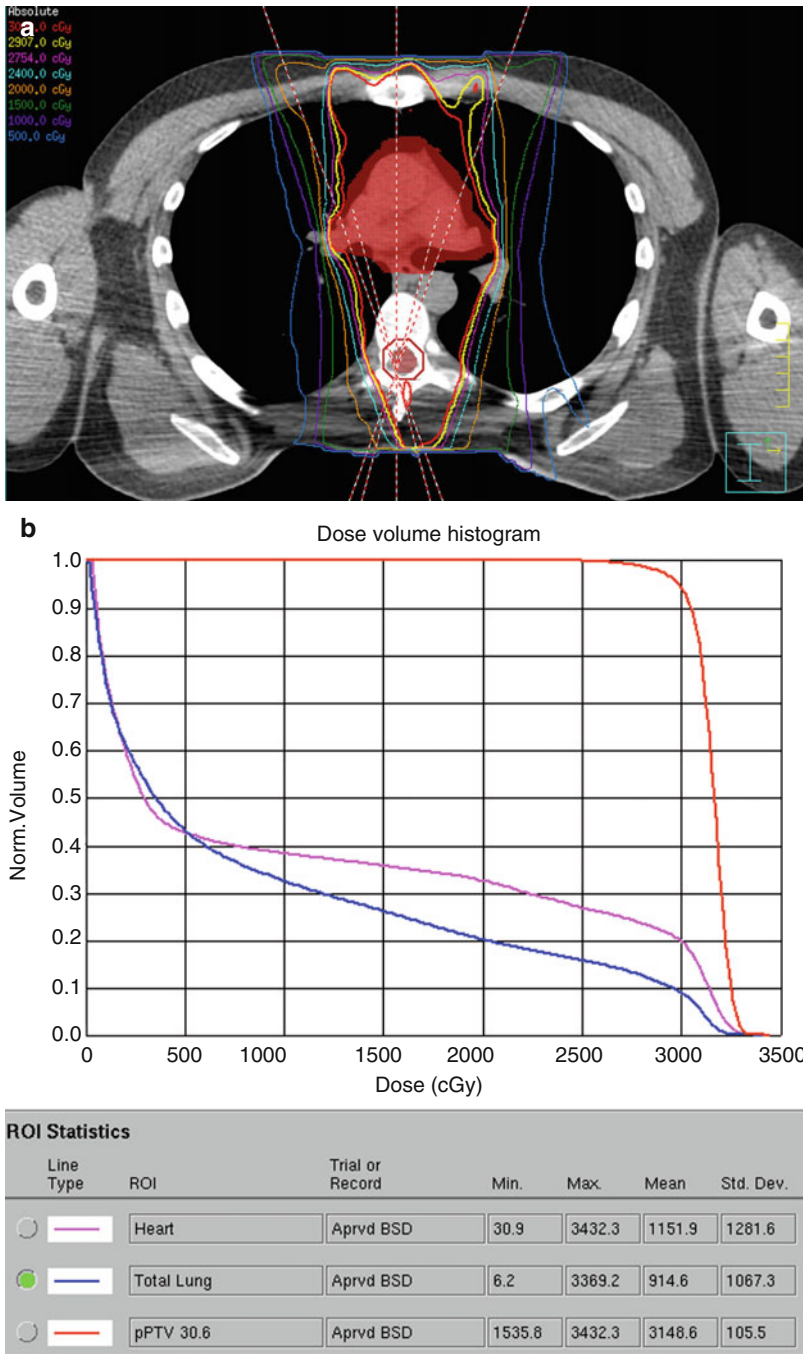 Absolute
a
cGy
2907.0 cGy
2754.0 cGy
2400.0 cGy
2000.0 cGy
1500.0 cGy
1000.0 cGy
500.0 cGy
b
Dose volume histogram
1.0
0.9
0.8
0.7
0.6
0.5
0.4
0.3
0.2
0.1
0.0
Norm.Volume
0 500 1000 1500 2000 2500 3000 3500
Dose (cGy)
ROI Statistics
Line Type ROI Trial or Record Min. Max. Mean Std. Dev.
Heart Aprvd BSD 30.9 3432.3 1151.9 1281.6
Total Lung Aprvd BSD 6.2 3369.2 914.6 1067.3
pPTV 30.6 Aprvd BSD 1535.8 3432.3 3148.6 105.5